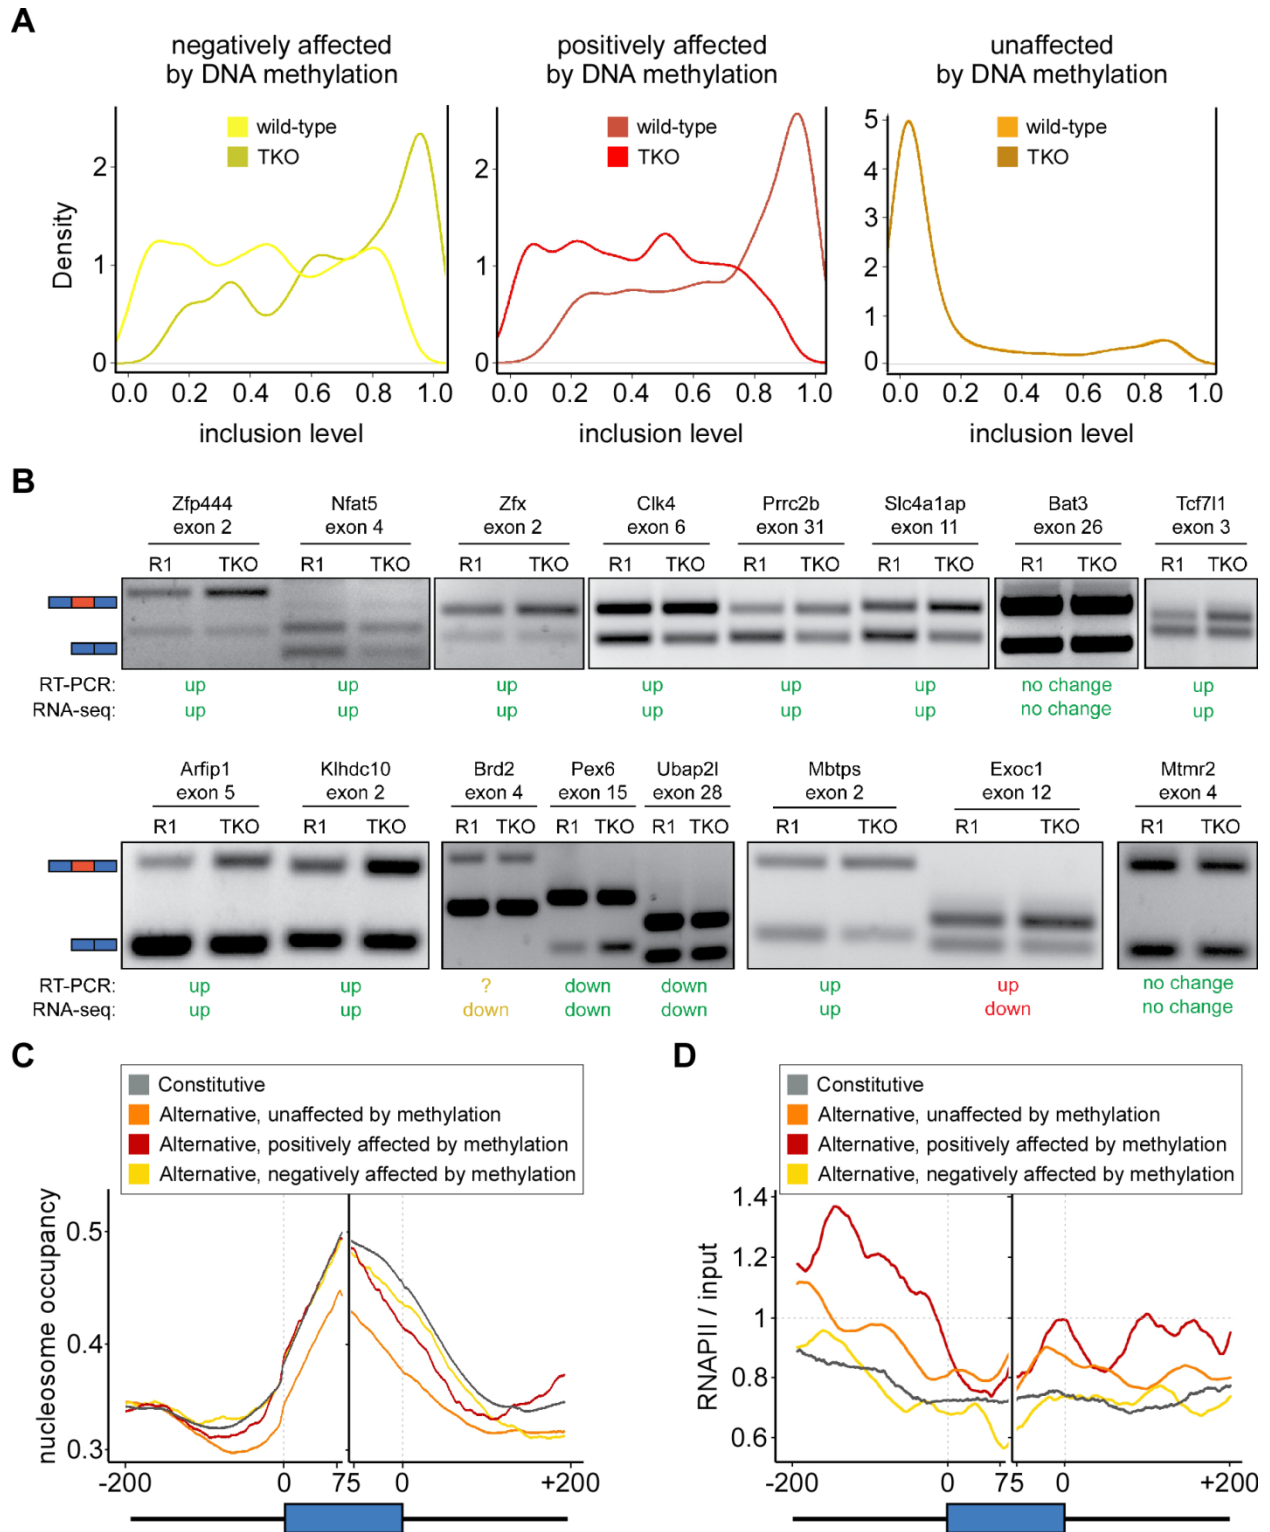 A
negatively affected
by DNA methylation
positively affected
by DNA methylation
unaffected
by DNA methylation
wild-type
TKO
wild-type
TKO
wild-type
TKO
Density
2
1
0
2
1
0
5
4
3
2
1
0
0.0 0.2 0.4 0.6 0.8 1.0
0.0 0.2 0.4 0.6 0.8 1.0
0.0 0.2 0.4 0.6 0.8 1.0
inclusion level
inclusion level
inclusion level
B
Zfp444 Nfat5 Zfx Clk4 Prrc2b Slc4a1ap Bat3 Tcf7l1
exon 2 exon 4 exon 2 exon 6 exon 31 exon 11 exon 26 exon 3
R1 TKO R1 TKO R1 TKO R1 TKO R1 TKO R1 TKO R1 TKO R1 TKO
RT-PCR: up up up up up up no change up
RNA-seq: up up up up up up no change up
Arfip1 Klhdc10 Brd2 Pex6 Ubap2l Mbtps Exoc1 Mtmr2
exon 5 exon 2 exon 4 exon 15 exon 28 exon 2 exon 12 exon 4
R1 TKO R1 TKO R1 TKO R1 TKO R1 TKO R1 TKO R1 TKO R1 TKO
RT-PCR: up up ? down down up up no change
RNA-seq: up up down down down up down no change
C
Constitutive
Alternative, unaffected by methylation
Alternative, positively affected by methylation
Alternative, negatively affected by methylation
nucleosome occupancy
0.5
0.4
0.3
-200 0 75 0 +200
D
Constitutive
Alternative, unaffected by methylation
Alternative, positively affected by methylation
Alternative, negatively affected by methylation
RNAPII / input
1.4
1.2
1
0.8
0.6
-200 0 75 0 +200